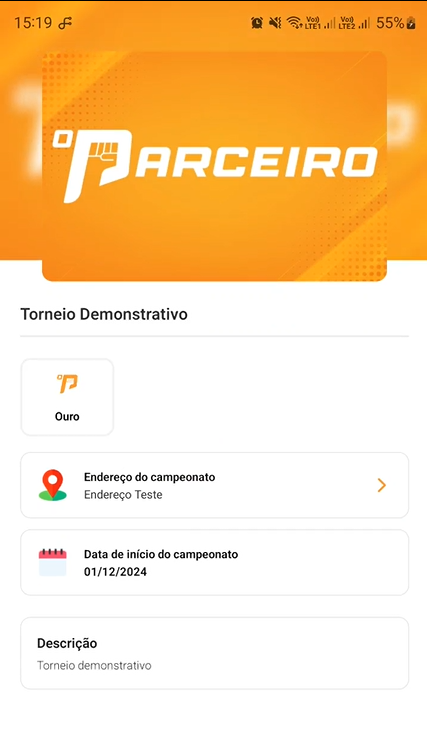 15:19
Vo)) LTE1 Vo)) LTE2 55%
O PARCEIRO
Torneio Demonstrativo
Ouro
Endereço do campeonato
Endereço Teste
Data de início do campeonato
01/12/2024
Descrição
Torneio demonstrativo